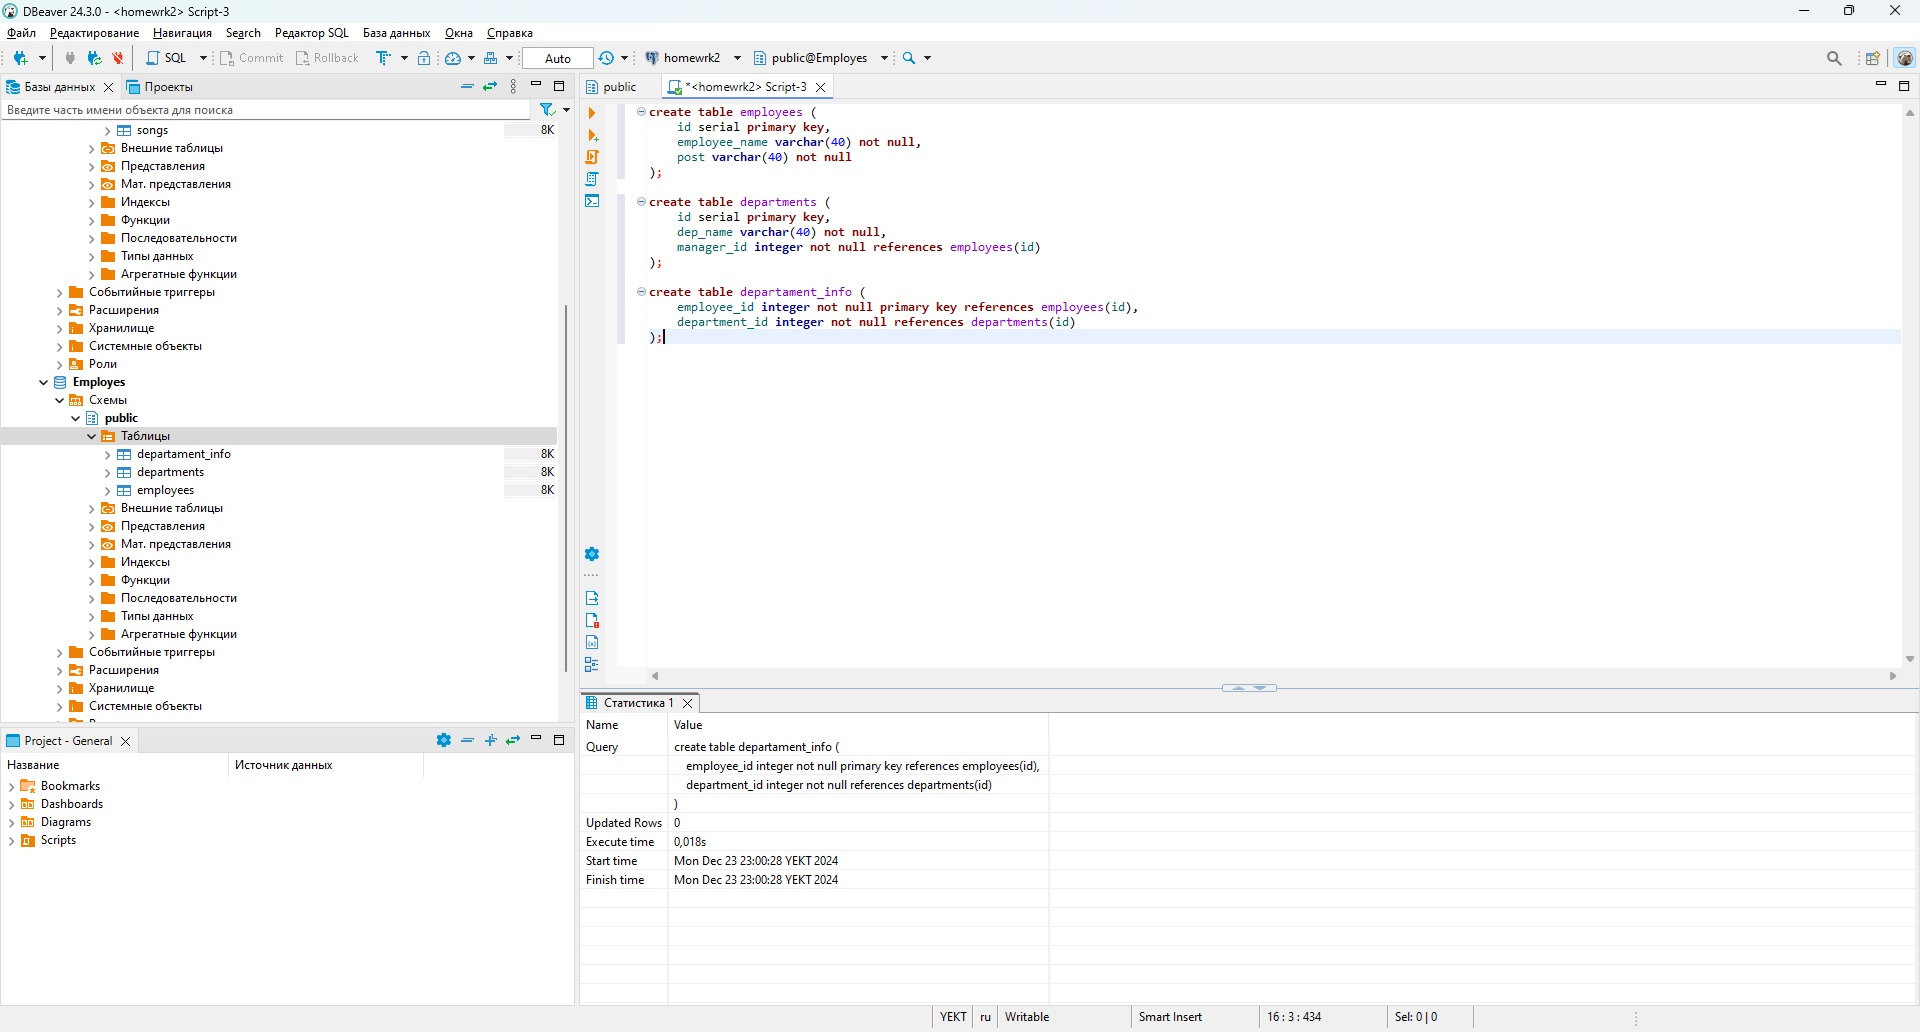 DBeaver 24.3.0 - <homewrk2> Script-3
Файл Редактирование Навигация Search Редактор SQL База данных Окна Справка
SQL Commit Rollback Auto homewrk2 public@Employes
Базы данных Проекты
Введите часть имени объекта для поиска
songs 8K
Внешние таблицы
Представления
Мат. представления
Индексы
Функции
Последовательности
Типы данных
Агрегатные функции
Событийные триггеры
Расширения
Хранилище
Системные объекты
Роли
Employes
Схемы
public
Таблицы
departament_info 8K
departments 8K
employees 8K
Внешние таблицы
Представления
Мат. представления
Индексы
Функции
Последовательности
Типы данных
Агрегатные функции
Событийные триггеры
Расширения
Хранилище
Системные объекты
Project - General
Название Источник данных
Bookmarks
Dashboards
Diagrams
Scripts
public *<homewrk2> Script-3
create table employees (
id serial primary key,
employee_name varchar(40) not null,
post varchar(40) not null
);
create table departments (
id serial primary key,
dep_name varchar(40) not null,
manager_id integer not null references employees(id)
);
create table departament_info (
employee_id integer not null primary key references employees(id),
department_id integer not null references departments(id)
);
Статистика 1
Name Value
Query create table departament_info (
employee_id integer not null primary key references employees(id),
department_id integer not null references departments(id)
)
Updated Rows 0
Execute time 0,018s
Start time Mon Dec 23 23:00:28 YEKT 2024
Finish time Mon Dec 23 23:00:28 YEKT 2024
YEKT ru Writable Smart Insert 16 : 3 : 434 Sel: 0 | 0